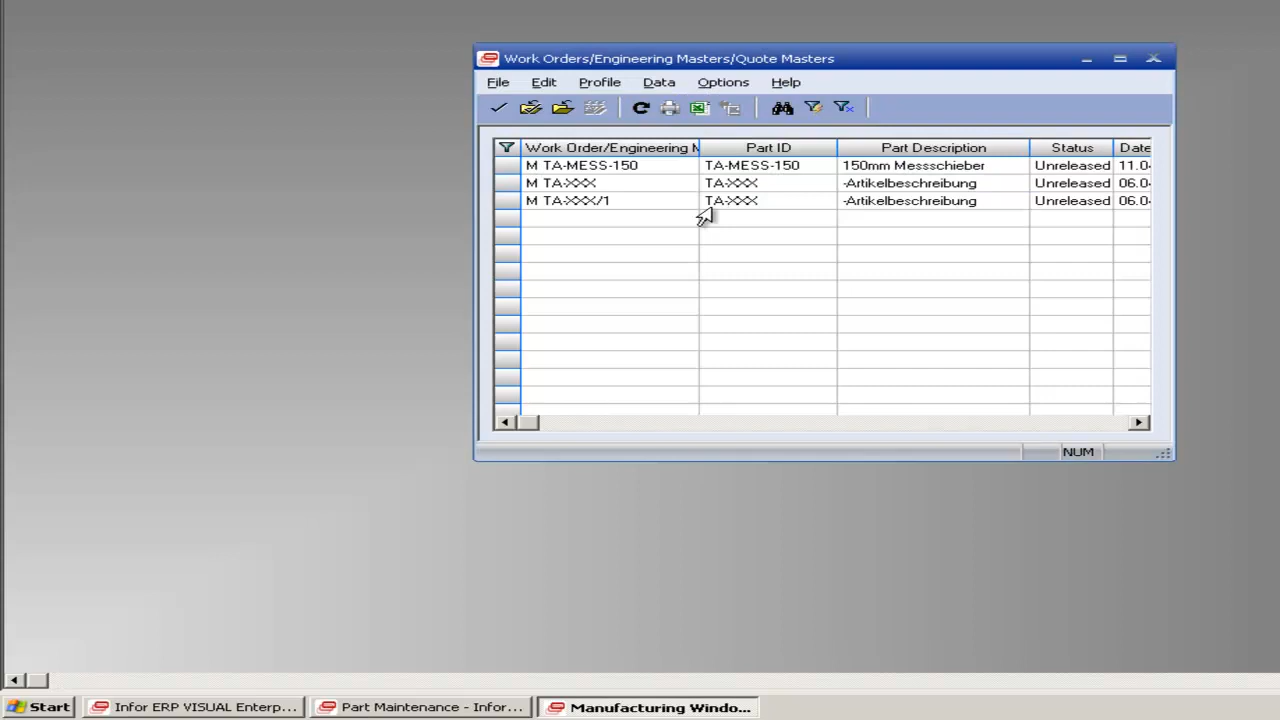 Work Orders/Engineering Masters/Quote Masters
File Edit Profile Data Options Help
Work Order/Engineering M Part ID Part Description Status Date
M TA-MESS-150 TA-MESS-150 150mm Messschieber Unreleased 11.0
M TA-XXX TA-XXX -Artikelbeschreibung Unreleased 06.0
M TA-XXX/1 TA-XXX -Artikelbeschreibung Unreleased 06.0
NUM
Start Infor ERP VISUAL Enterp... Part Maintenance - Infor... Manufacturing Windo...